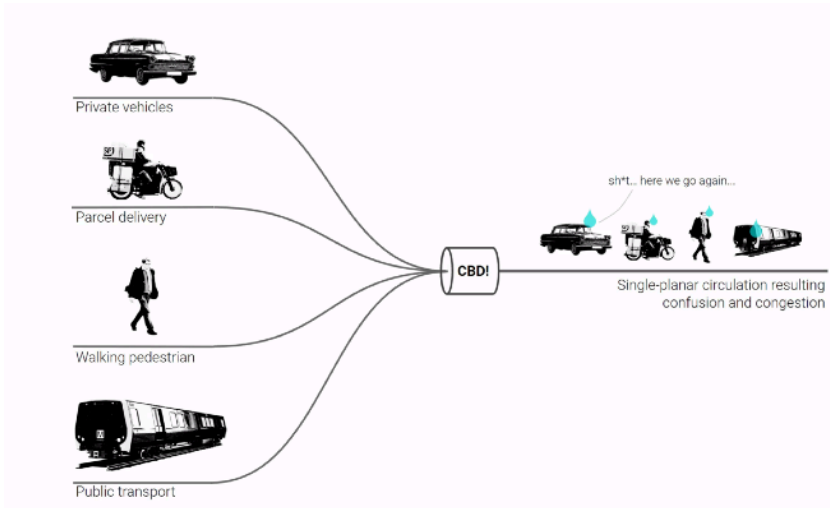 Private vehicles
Parcel delivery
Walking pedestrian
Public transport
CBD!
sh*t... here we go again...
Single-planar circulation resulting
confusion and congestion